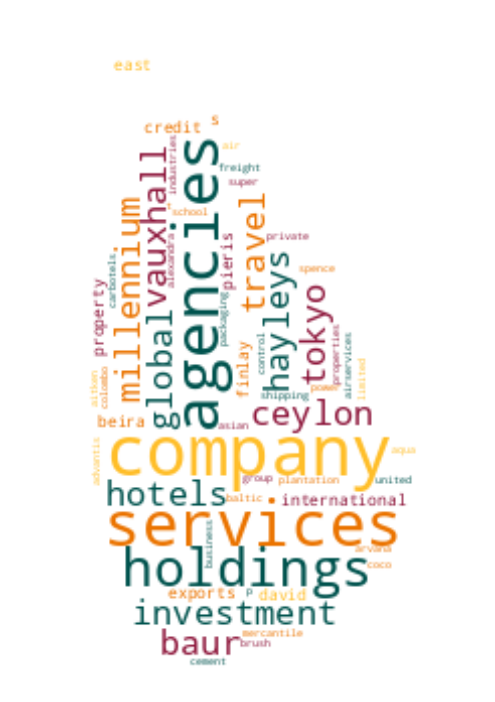 east
credit
s
air
industries
freight
super
agencies
vauxhall
school
millennium
travel
alexandra
private
pieris
carbotels
hayleys
spence
property
global
packaging
tokyo
finlay
control
properties
airservices
aitken
colombo
power
limited
shipping
beira
asian
ceylon
company
advantis
aqua
hotels
group
plantation
united
baltic
international
services
business
arvana
holdings
coco
exports
p
david
investment
baur
mercantile
brush
cement